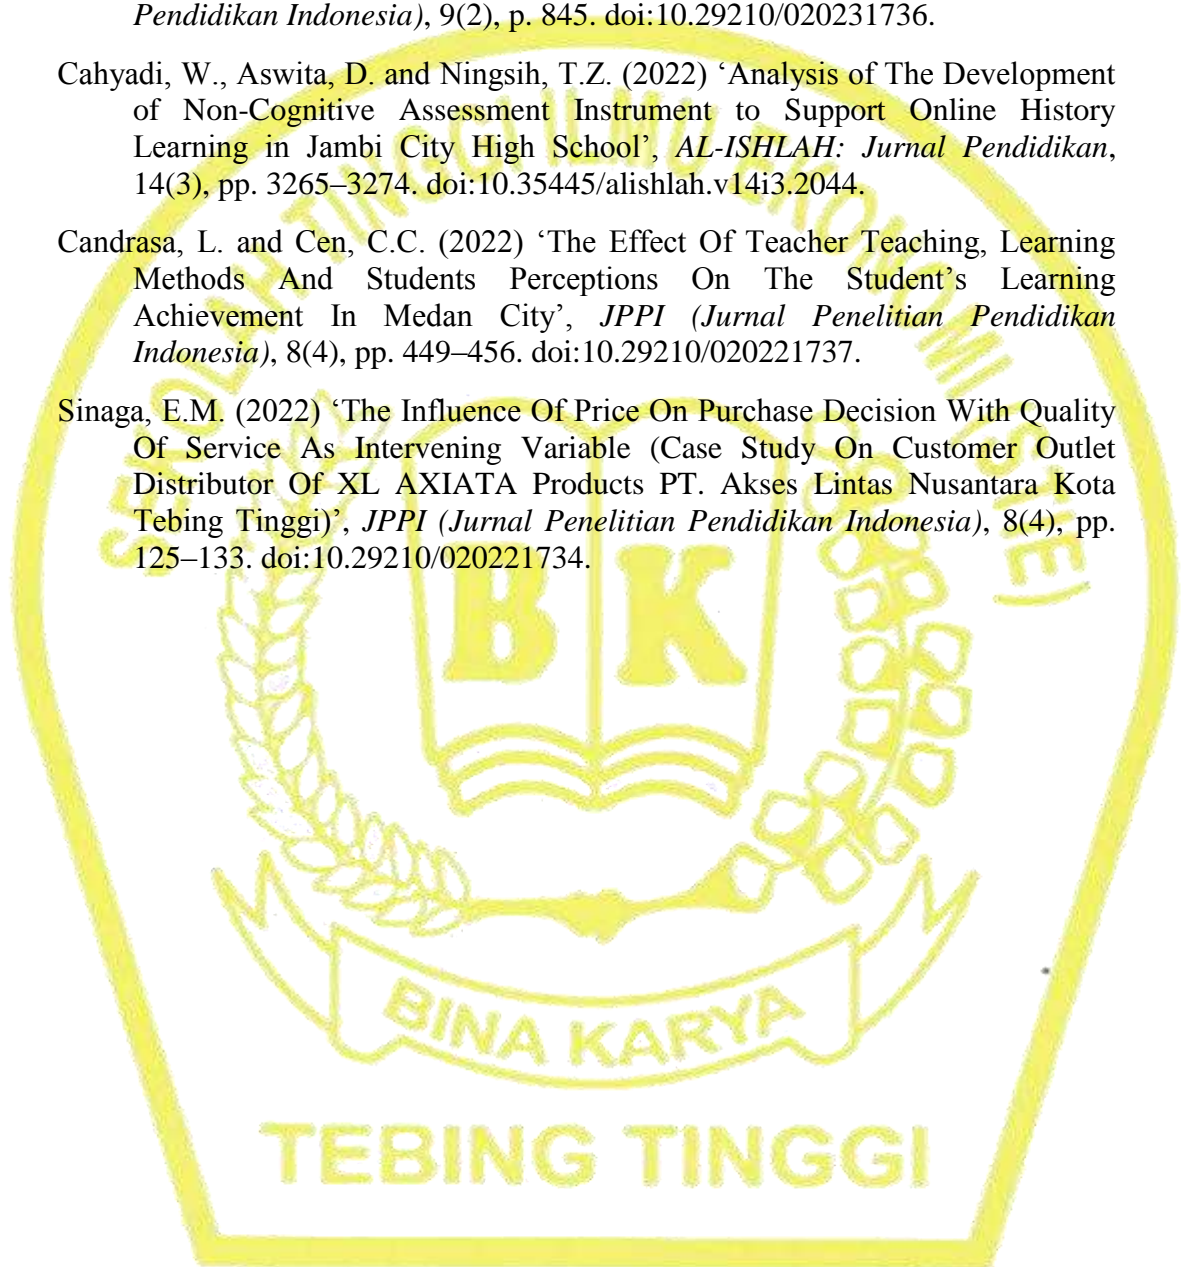 Pendidikan Indonesia), 9(2), p. 845. doi:10.29210/020231736.
Cahyadi, W., Aswita, D. and Ningsih, T.Z. (2022) ‘Analysis of The Development
of Non-Cognitive Assessment Instrument to Support Online History
Learning in Jambi City High School’, AL-ISHLAH: Jurnal Pendidikan,
14(3), pp. 3265–3274. doi:10.35445/alishlah.v14i3.2044.
Candrasa, L. and Cen, C.C. (2022) ‘The Effect Of Teacher Teaching, Learning
Methods And Students Perceptions On The Student’s Learning
Achievement In Medan City’, JPPI (Jurnal Penelitian Pendidikan
Indonesia), 8(4), pp. 449–456. doi:10.29210/020221737.
Sinaga, E.M. (2022) ‘The Influence Of Price On Purchase Decision With Quality
Of Service As Intervening Variable (Case Study On Customer Outlet
Distributor Of XL AXIATA Products PT. Akses Lintas Nusantara Kota
Tebing Tinggi)’, JPPI (Jurnal Penelitian Pendidikan Indonesia), 8(4), pp.
125–133. doi:10.29210/020221734.
SEKOLAH TINGGI ILMU EKONOMI (STIE)
B K
BINA KARYA
TEBING TINGGI